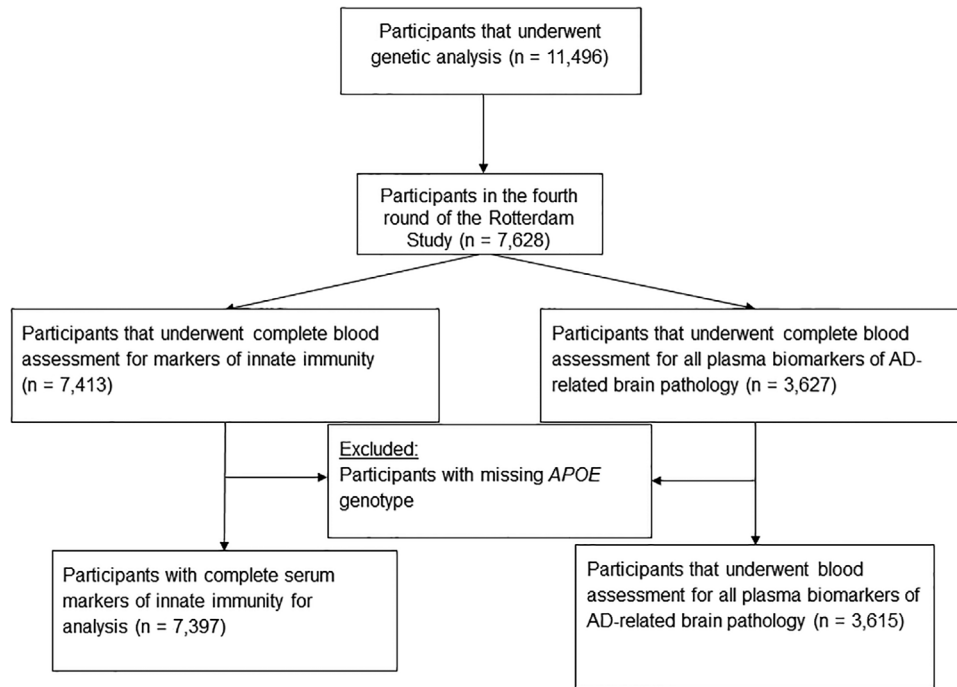 Participants that underwent
genetic analysis (n = 11,496)
Participants in the fourth
round of the Rotterdam
Study (n = 7,628)
Participants that underwent complete blood
assessment for markers of innate immunity
(n = 7,413)
Participants that underwent complete blood
assessment for all plasma biomarkers of AD-
related brain pathology (n = 3,627)
Excluded:
Participants with missing APOE
genotype
Participants with complete serum
markers of innate immunity for
analysis (n = 7,397)
Participants that underwent blood
assessment for all plasma biomarkers of
AD-related brain pathology (n = 3,615)